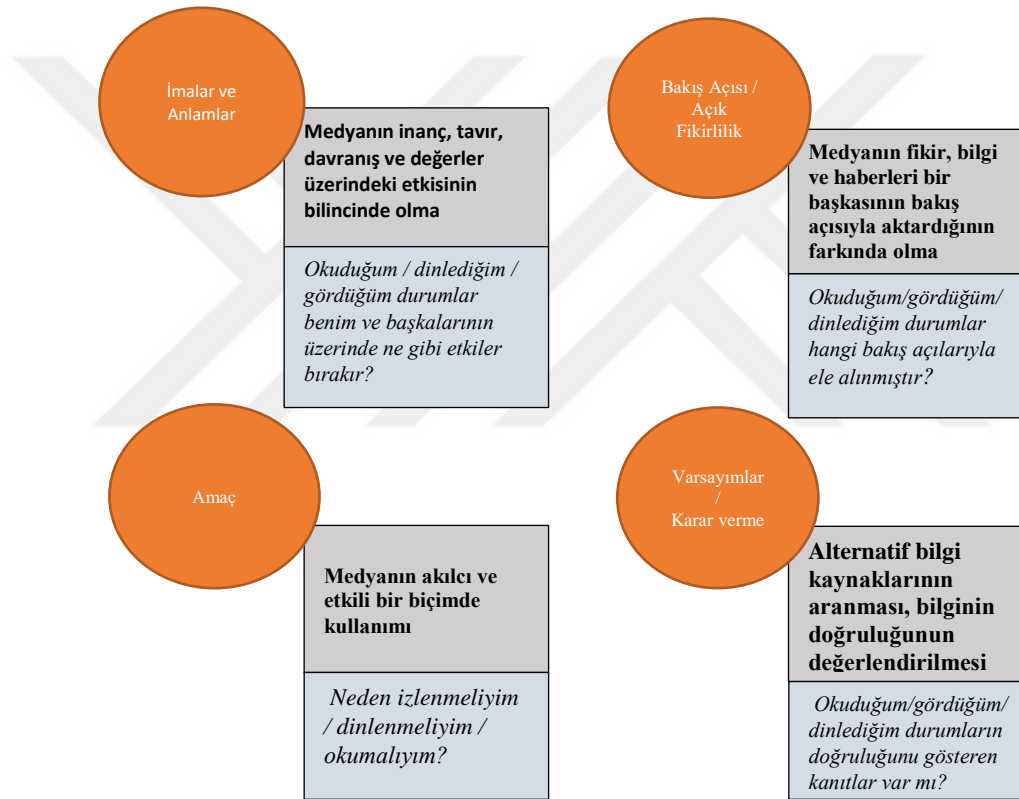 İmalar ve
Anlamlar
Medyanın inanç, tavır,
davranış ve değerler
üzerindeki etkisinin
bilincinde olma
Okuduğum / dinlediğim /
gördüğüm durumlar
benim ve başkalarının
üzerinde ne gibi etkiler
bırakır?
Bakış Açısı /
Açık
Fikirlilik
Medyanın fikir, bilgi
ve haberleri bir
başkasının bakış
açısıyla aktardığının
farkında olma
Okuduğum/gördüğüm/
dinlediğim durumlar
hangi bakış açılarıyla
ele alınmıştır?
Amaç
Medyanın akılcı ve
etkili bir biçimde
kullanımı
Neden izlenmeliyim
/ dinlenmeliyim /
okumalıyım?
Varsayımlar
/
Karar verme
Alternatif bilgi
kaynaklarının
aranması, bilginin
doğruluğunun
değerlendirilmesi
Okuduğum/gördüğüm/
dinlediğim durumların
doğruluğunu gösteren
kanıtlar var mı?